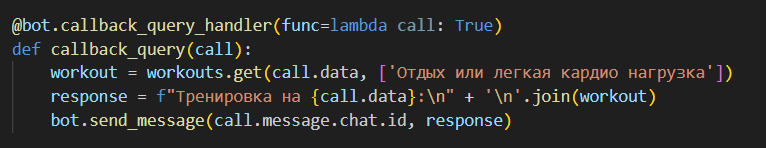 @bot.callback_query_handler(func=lambda call: True)
def callback_query(call):
    workout = workouts.get(call.data, ['Отдых или легкая кардио нагрузка'])
    response = f"Тренировка на {call.data}:\n" + '\n'.join(workout)
    bot.send_message(call.message.chat.id, response)